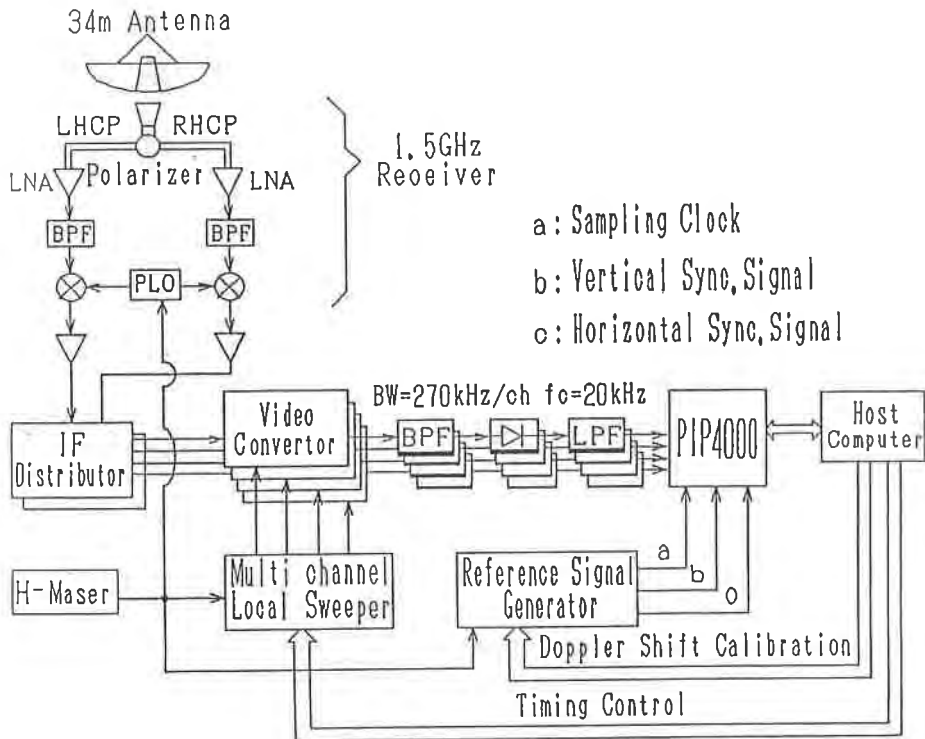 34m Antenna
LHCP RHCP
LNA Polarizer LNA
1.5GHz
Reoeiver
BPF BPF
a: Sampling Clock
PLO
b: Vertical Sync.Signal
c: Horizontal Sync.Signal
BW=270kHz/ch fc=20kHz
IF
Distributor
Video
Convertor
BPF
LPF
PIP4000
Host
Computer
H-Maser
Multi channel
Local Sweeper
Reference Signal
Generator
a
b
c
Doppler Shift Calibration
Timing Control